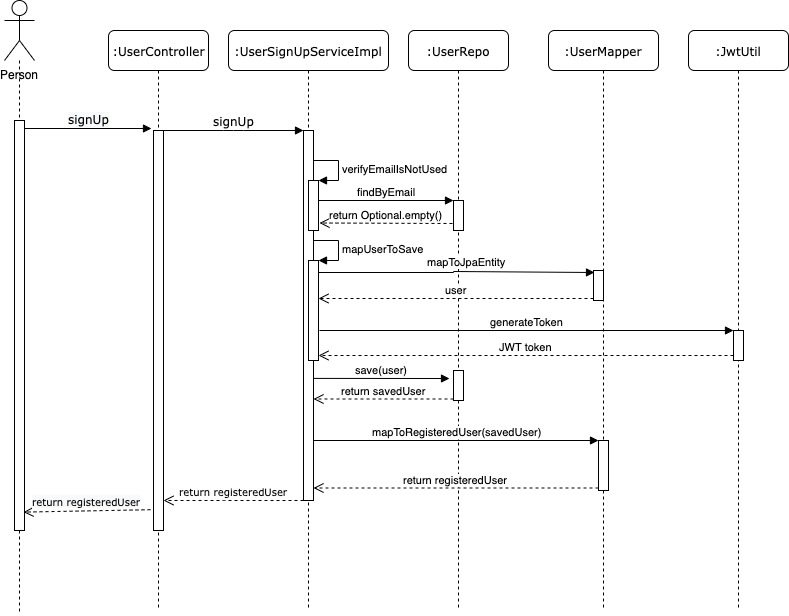 Person
:UserController
:UserSignUpServiceImpl
:UserRepo
:UserMapper
:JwtUtil
signUp
signUp
verifyEmailIsNotUsed
findByEmail
return Optional.empty()
mapUserToSave
mapToJpaEntity
user
generateToken
JWT token
save(user)
return savedUser
mapToRegisteredUser(savedUser)
return registeredUser
return registeredUser
return registeredUser